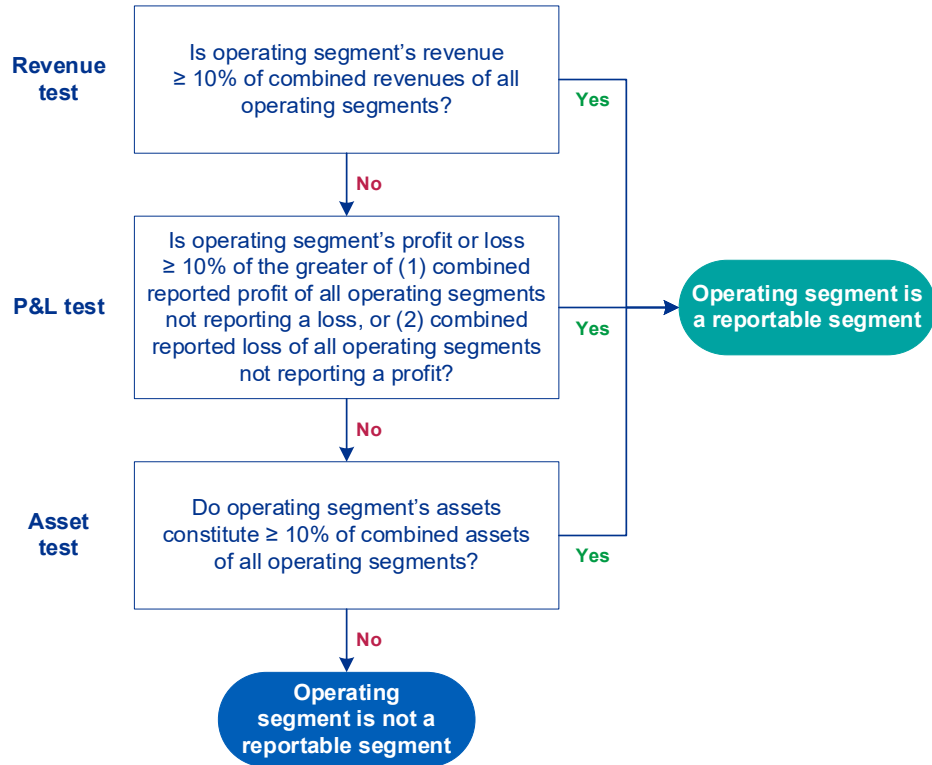 Revenue
test
Is operating segment’s revenue
≥ 10% of combined revenues of all
operating segments?
Yes
No
P&L test
Is operating segment’s profit or loss
≥ 10% of the greater of (1) combined
reported profit of all operating segments
not reporting a loss, or (2) combined
reported loss of all operating segments
not reporting a profit?
Yes
Operating segment is
a reportable segment
No
Asset
test
Do operating segment’s assets
constitute ≥ 10% of combined assets
of all operating segments?
Yes
No
Operating
segment is not a
reportable segment